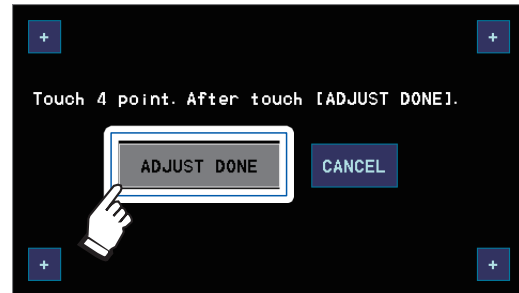 + +
Touch 4 point. After touch [ADJUST DONE].
ADJUST DONE CANCEL
+ +